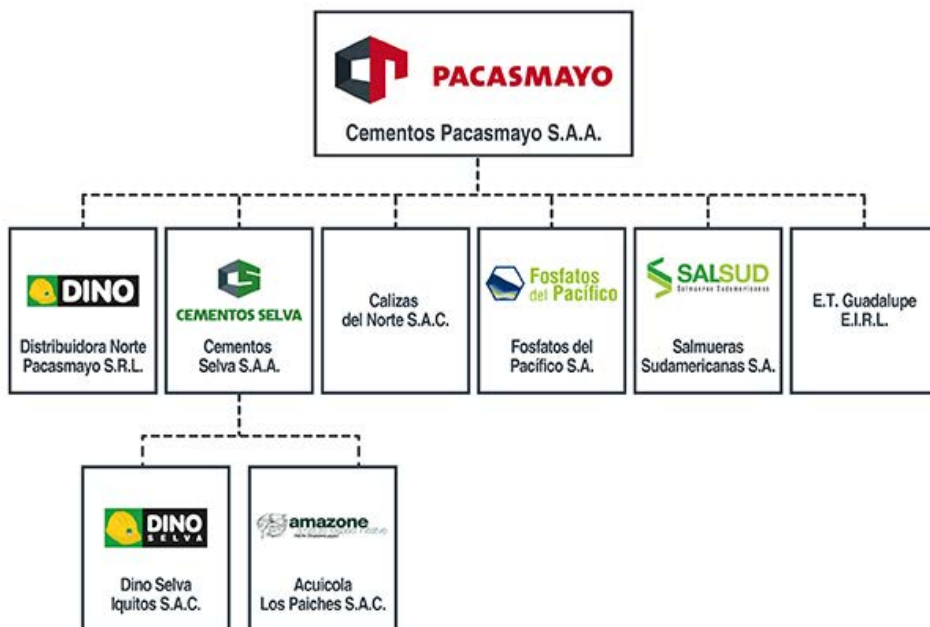 PACASMAYO
Cementos Pacasmayo S.A.A.
DINO
Distribuidora Norte
Pacasmayo S.R.L.
CEMENTOS SELVA
Cementos
Selva S.A.A.
Calizas
del Norte S.A.C.
Fosfatos
del Pacífico
Fosfatos del
Pacífico S.A.
SALSUD
Salmueras Sudamericanas
Salmueras
Sudamericanas S.A.
E.T. Guadalupe
E.I.R.L.
DINO
SELVA
Dino Selva
Iquitos S.A.C.
amazone
Acuicola
Los Paiches S.A.C.